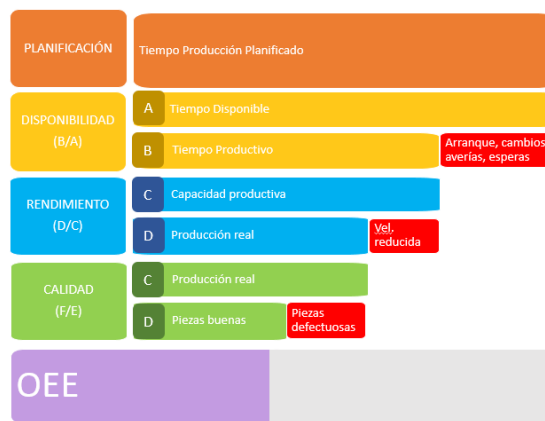 PLANIFICACIÓN
Tiempo Producción Planificado
DISPONIBILIDAD
(B/A)
A
Tiempo Disponible
B
Tiempo Productivo
Arranque, cambios
averías, esperas
RENDIMIENTO
(D/C)
C
Capacidad productiva
D
Producción real
Vel.
reducida
CALIDAD
(F/E)
C
Producción real
D
Piezas buenas
Piezas
defectuosas
OEE